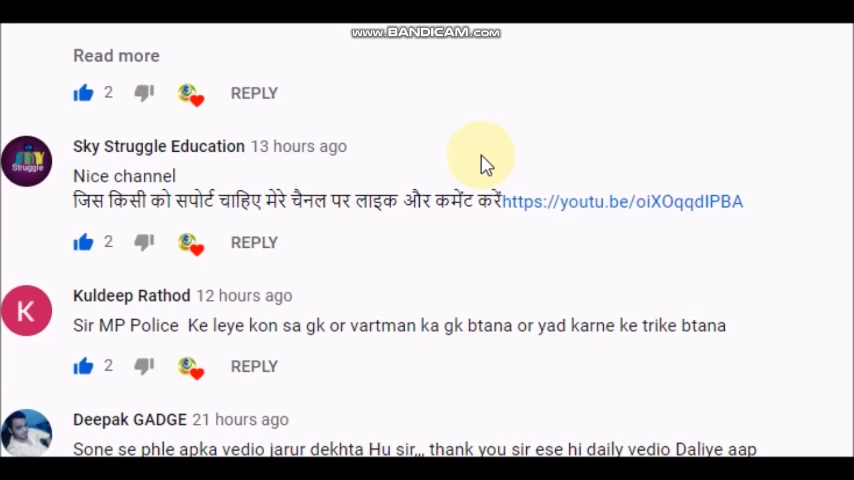 www.BANDICAM.com
Read more
2 REPLY
Struggle
Sky Struggle Education 13 hours ago
Nice channel
जिस किसी को सपोर्ट चाहिए मेरे चैनल पर लाइक और कमेंट करेंhttps://youtu.be/oiXOqqdIPBA
2 REPLY
K
Kuldeep Rathod 12 hours ago
Sir MP Police Ke leye kon sa gk or vartman ka gk btana or yad karne ke trike btana
2 REPLY
Deepak GADGE 21 hours ago
Sone se phle apka vedio jarur dekhta Hu sir,,, thank you sir ese hi daily vedio Daliye aap